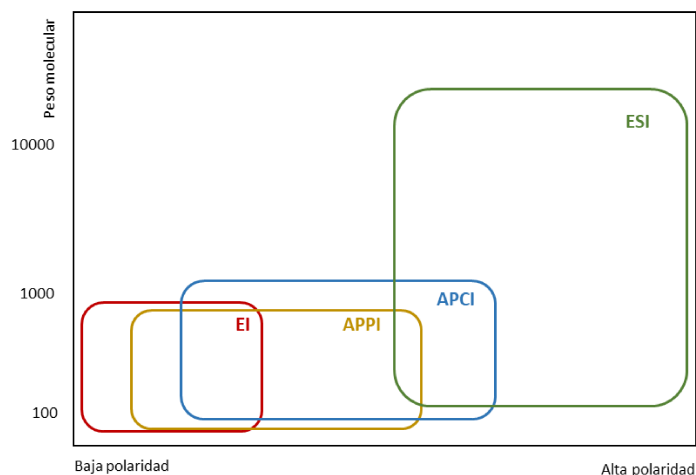 Peso molecular
ESI
10000
1000
APCI
EI
APPI
100
Baja polaridad
Alta polaridad